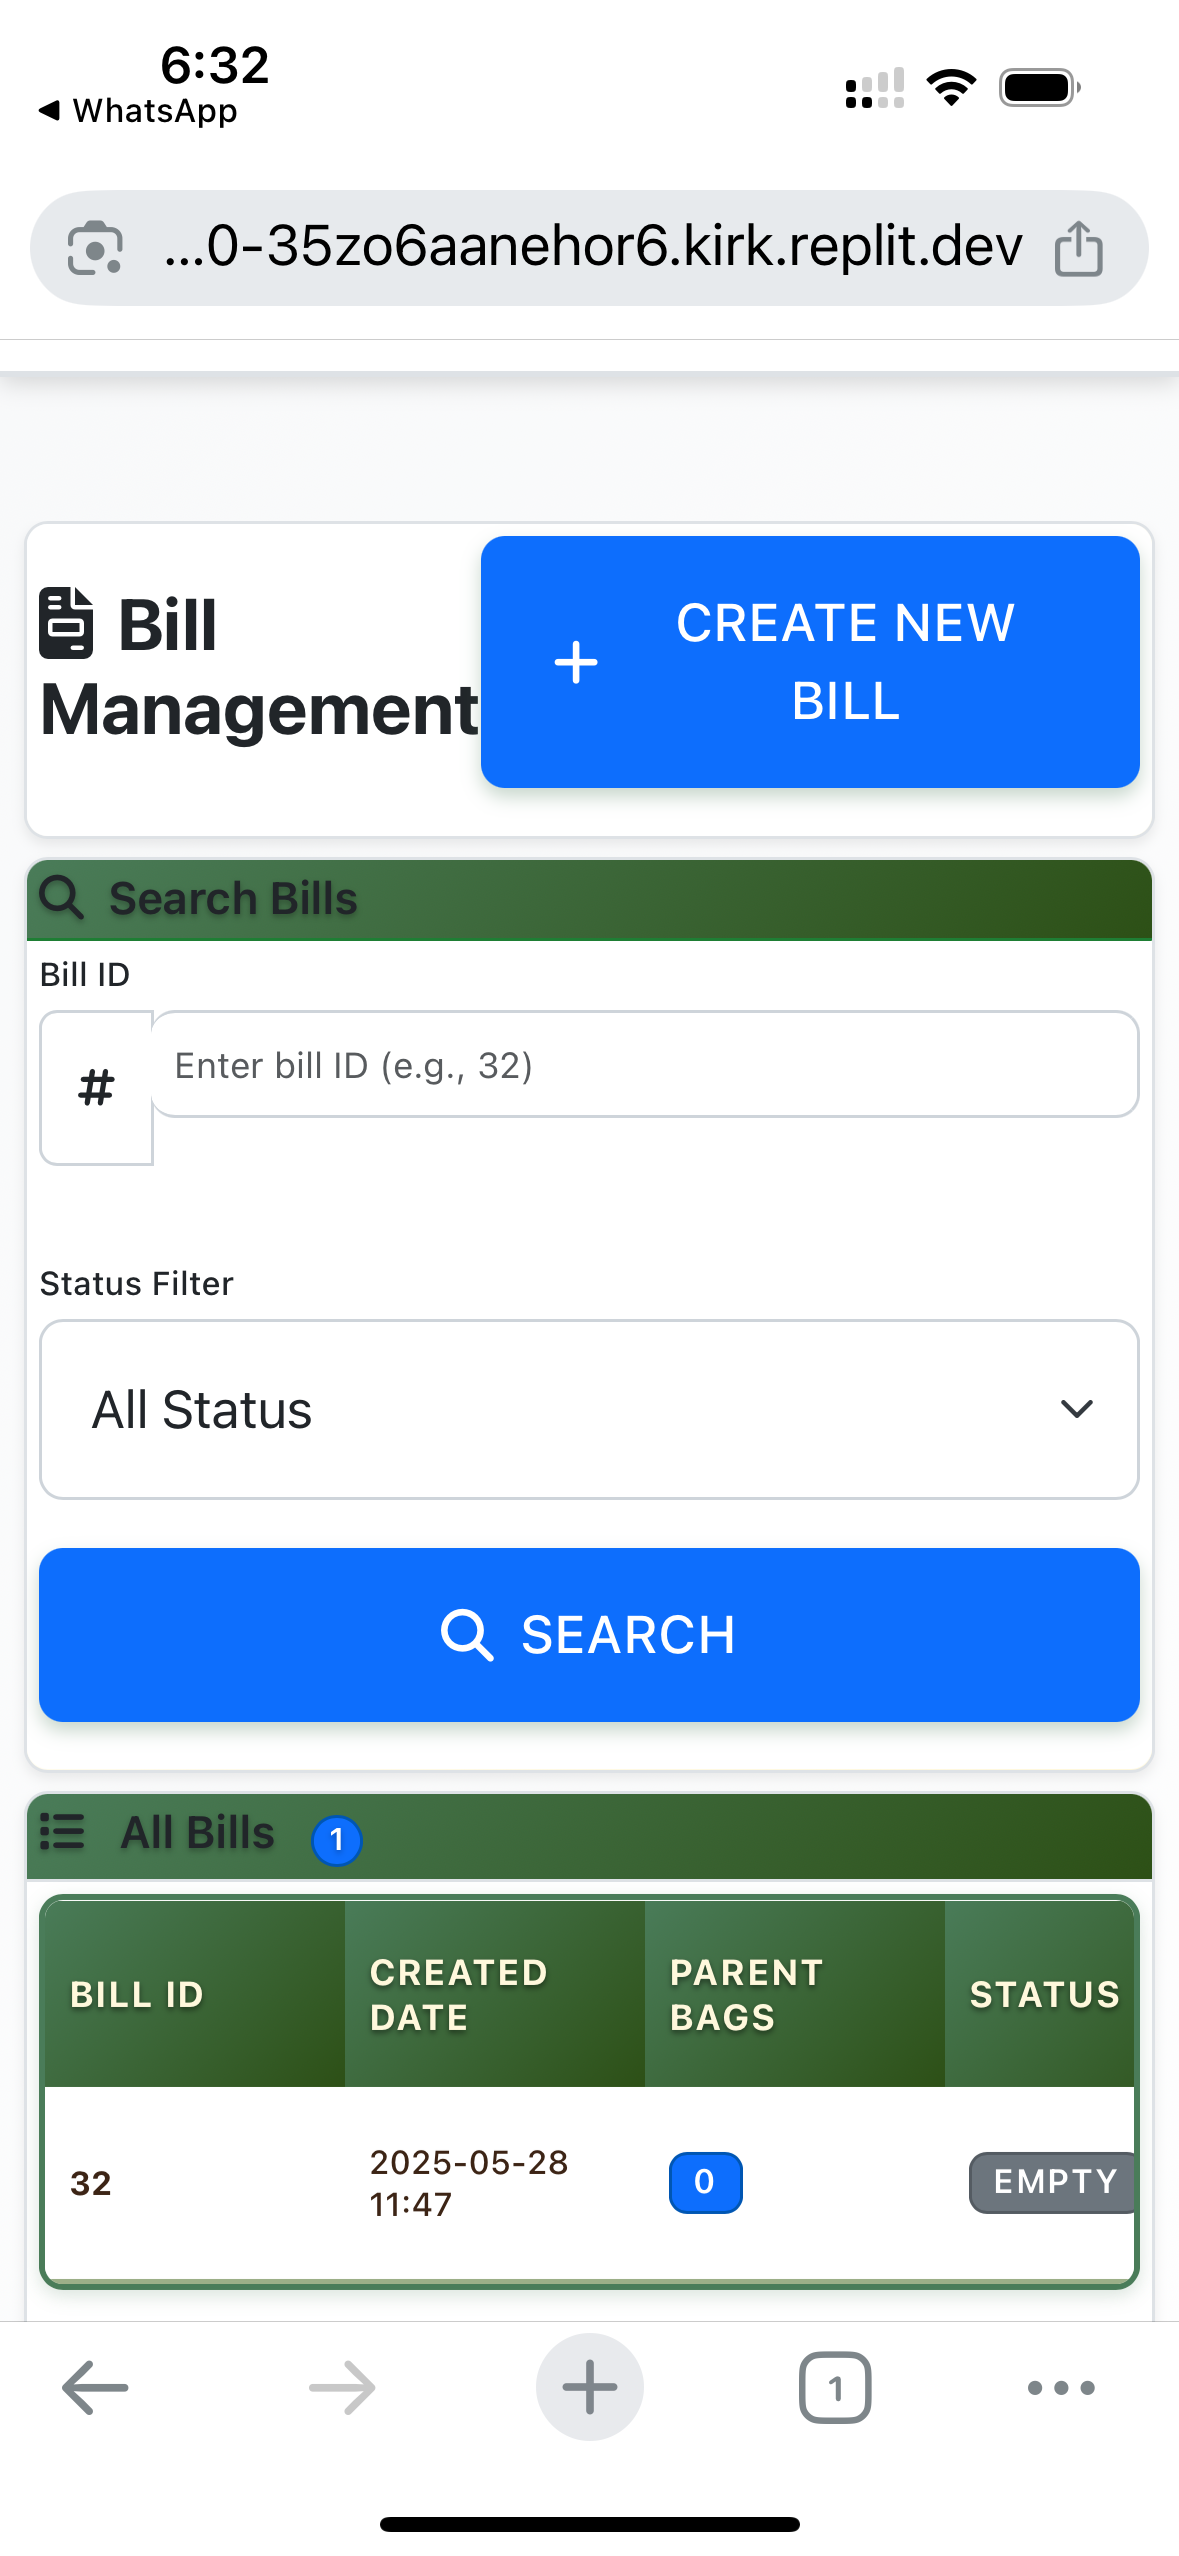 6:32
◀ WhatsApp
...0-35zo6aanehor6.kirk.replit.dev
Bill
Management
CREATE NEW
BILL
Search Bills
Bill ID
#
Enter bill ID (e.g., 32)
Status Filter
All Status
SEARCH
All Bills 1
BILL ID
CREATED
DATE
PARENT
BAGS
STATUS
32
2025-05-28
11:47
0
EMPTY
1